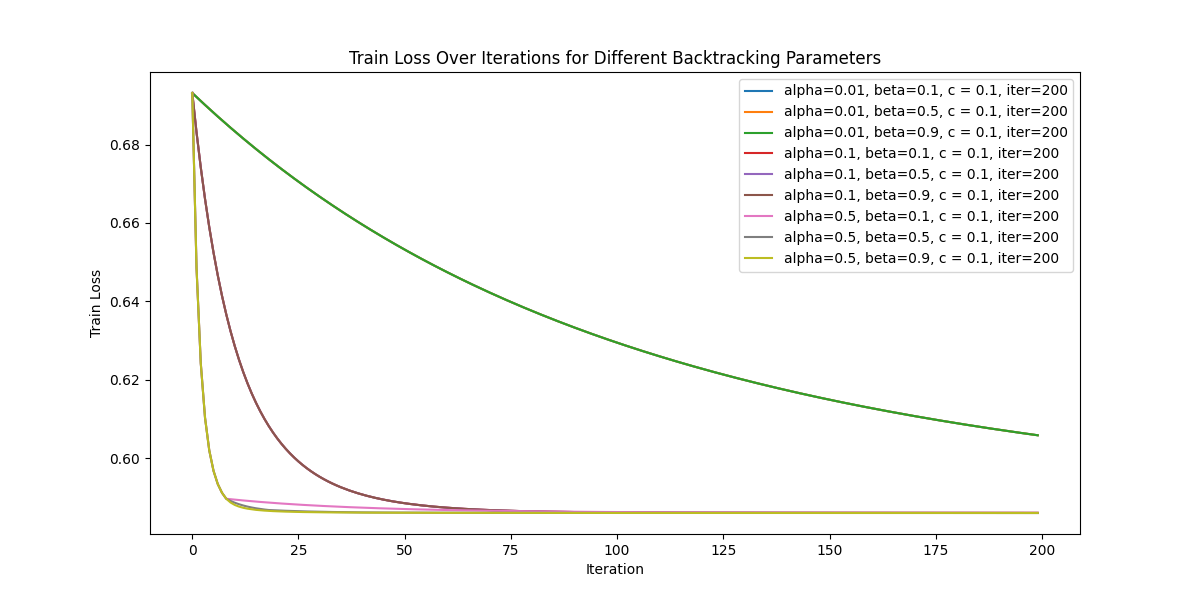 Train Loss Over Iterations for Different Backtracking Parameters
alpha=0.01, beta=0.1, c = 0.1, iter=200
alpha=0.01, beta=0.5, c = 0.1, iter=200
alpha=0.01, beta=0.9, c = 0.1, iter=200
alpha=0.1, beta=0.1, c = 0.1, iter=200
alpha=0.1, beta=0.5, c = 0.1, iter=200
alpha=0.1, beta=0.9, c = 0.1, iter=200
alpha=0.5, beta=0.1, c = 0.1, iter=200
alpha=0.5, beta=0.5, c = 0.1, iter=200
alpha=0.5, beta=0.9, c = 0.1, iter=200
Train Loss
0.68
0.66
0.64
0.62
0.60
0 25 50 75 100 125 150 175 200
Iteration